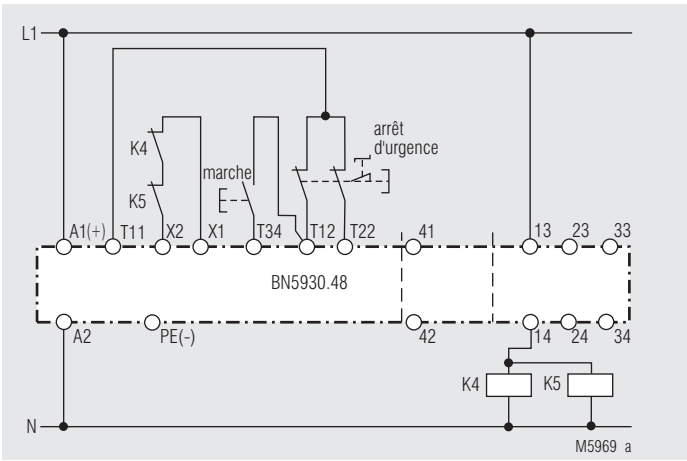 L1
arrêt
d'urgence
K4
marche
K5
A1(+) T11 X2 X1 T34 T12 T22 41 13 23 33
BN5930.48
A2 PE(-) 42 14 24 34
K4 K5
N
M5969 a